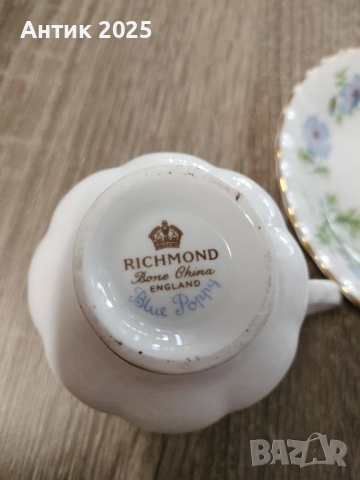 Антик 2025
RICHMOND
Bone China
ENGLAND
Blue Poppy
BAZAR